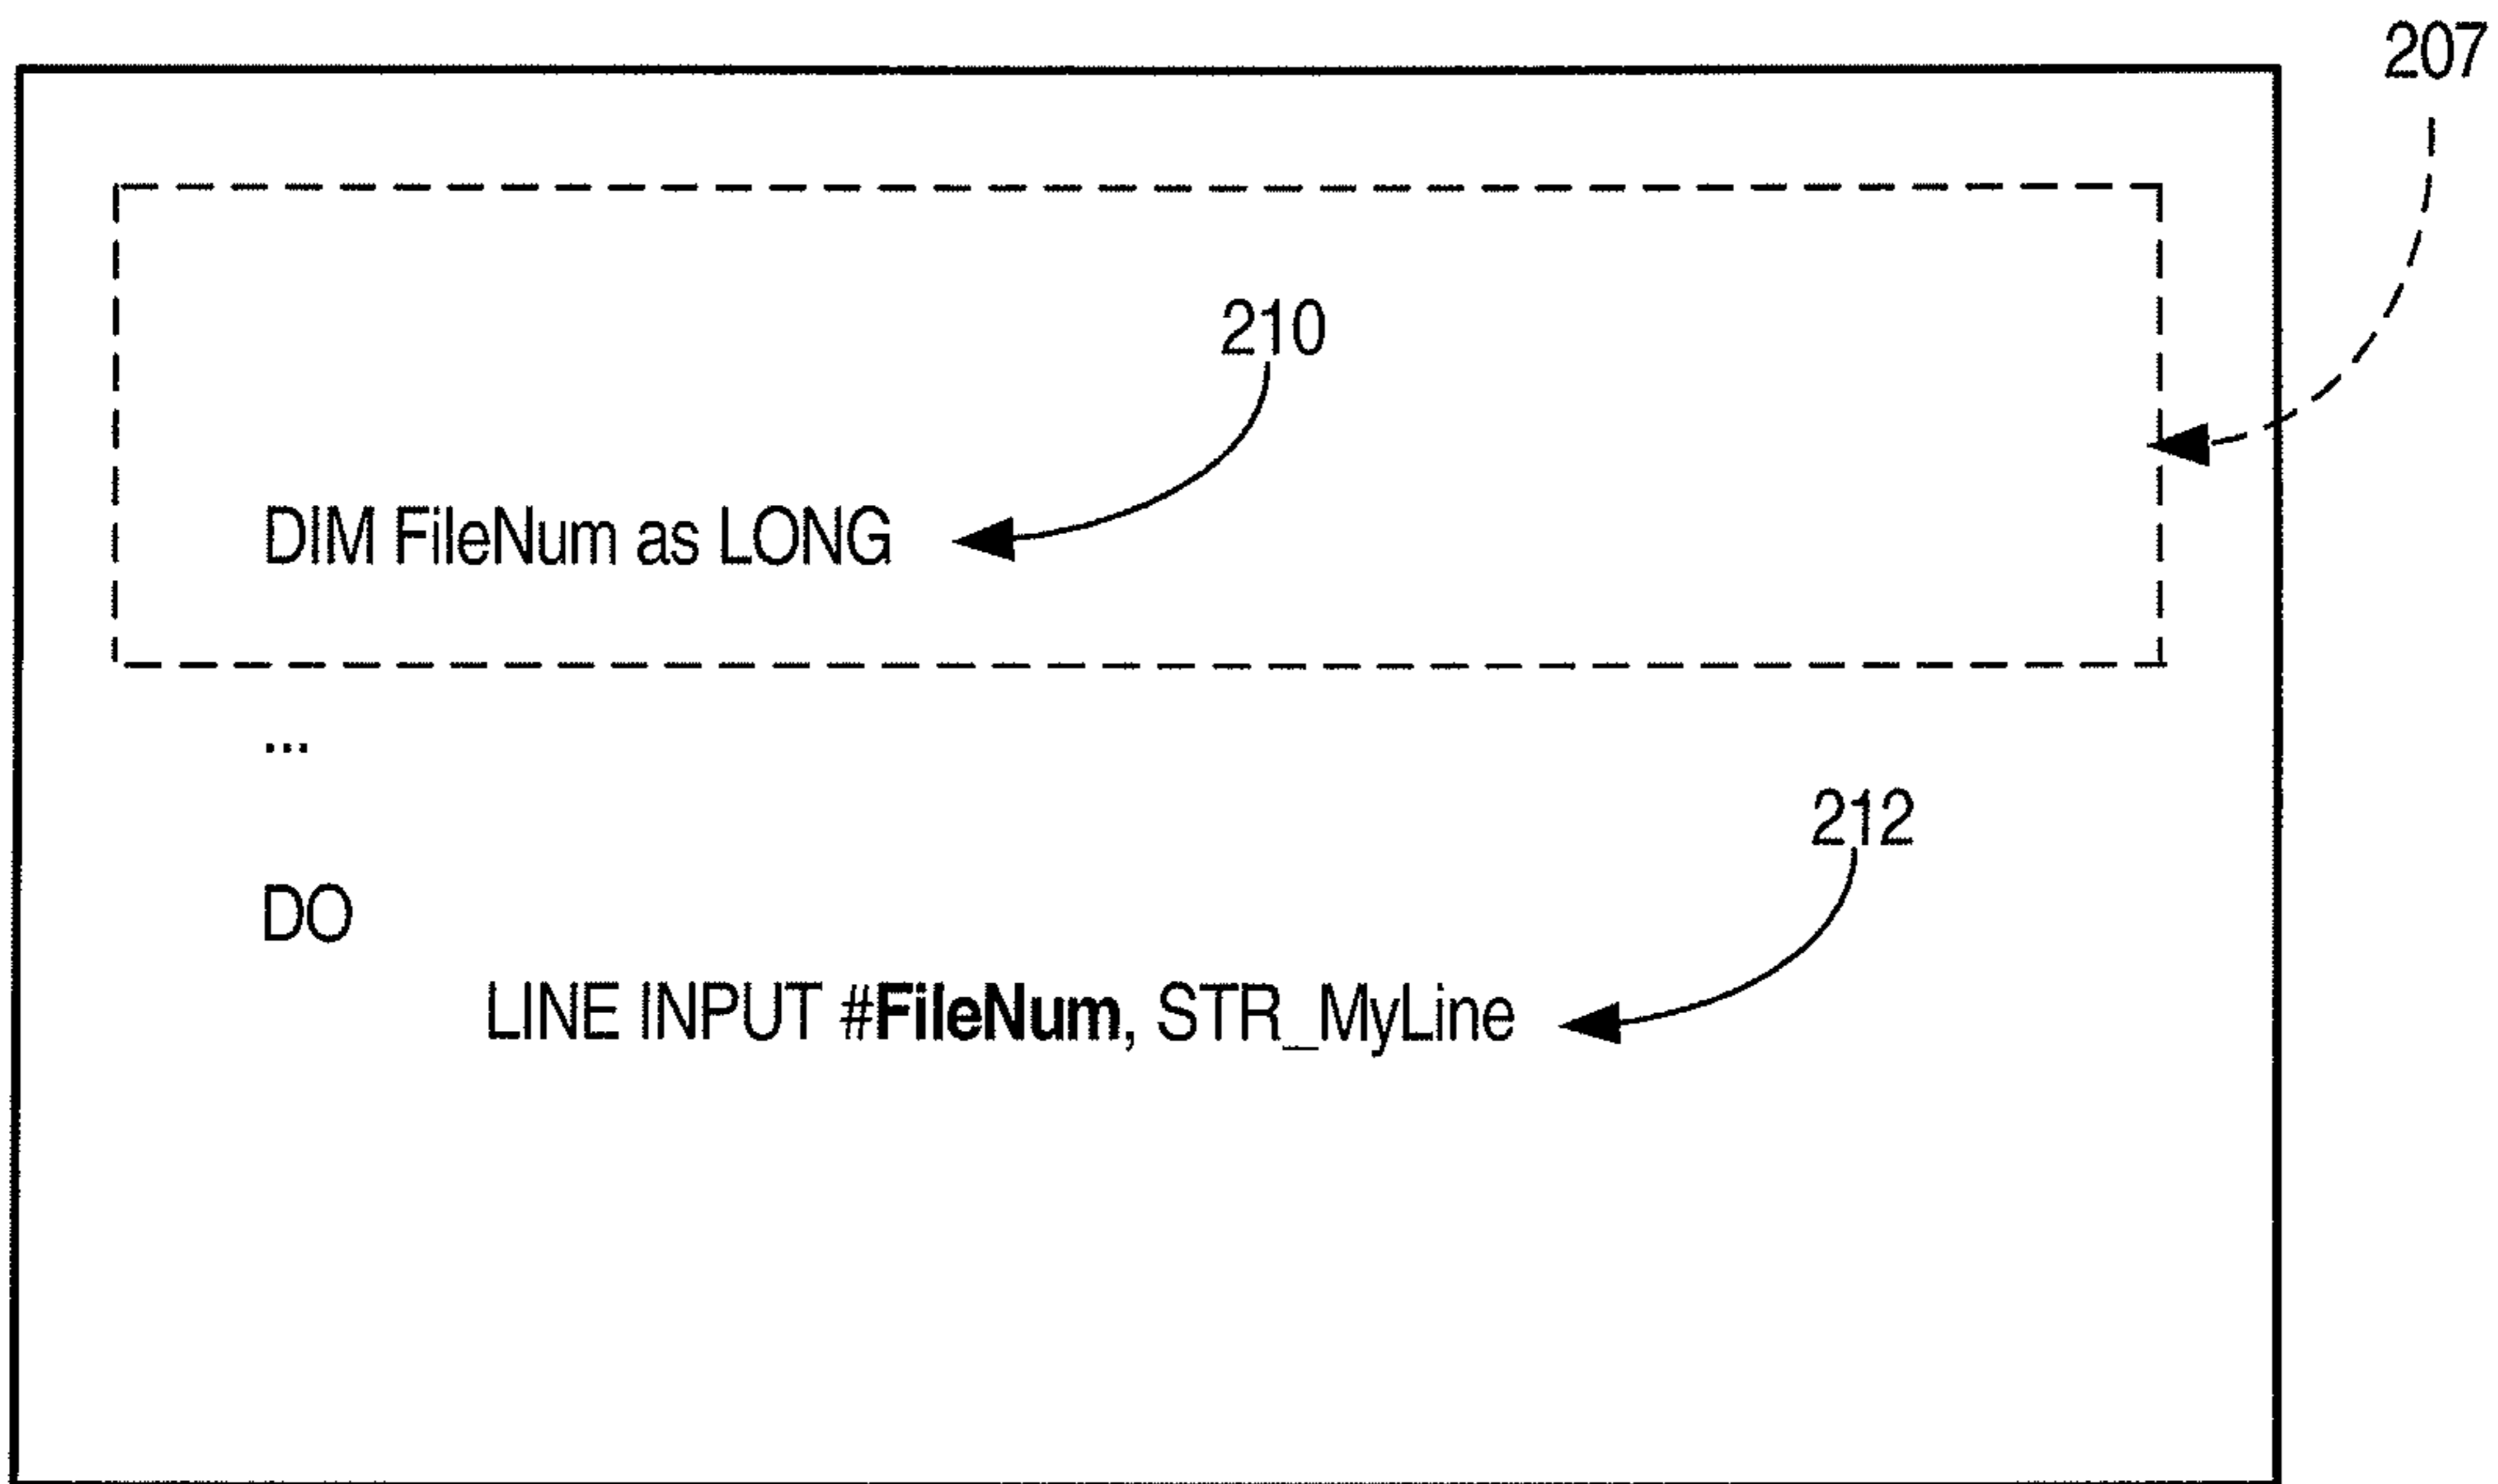 207
210
DIM FileNum as LONG
...
212
DO
LINE INPUT #FileNum, STR_MyLine